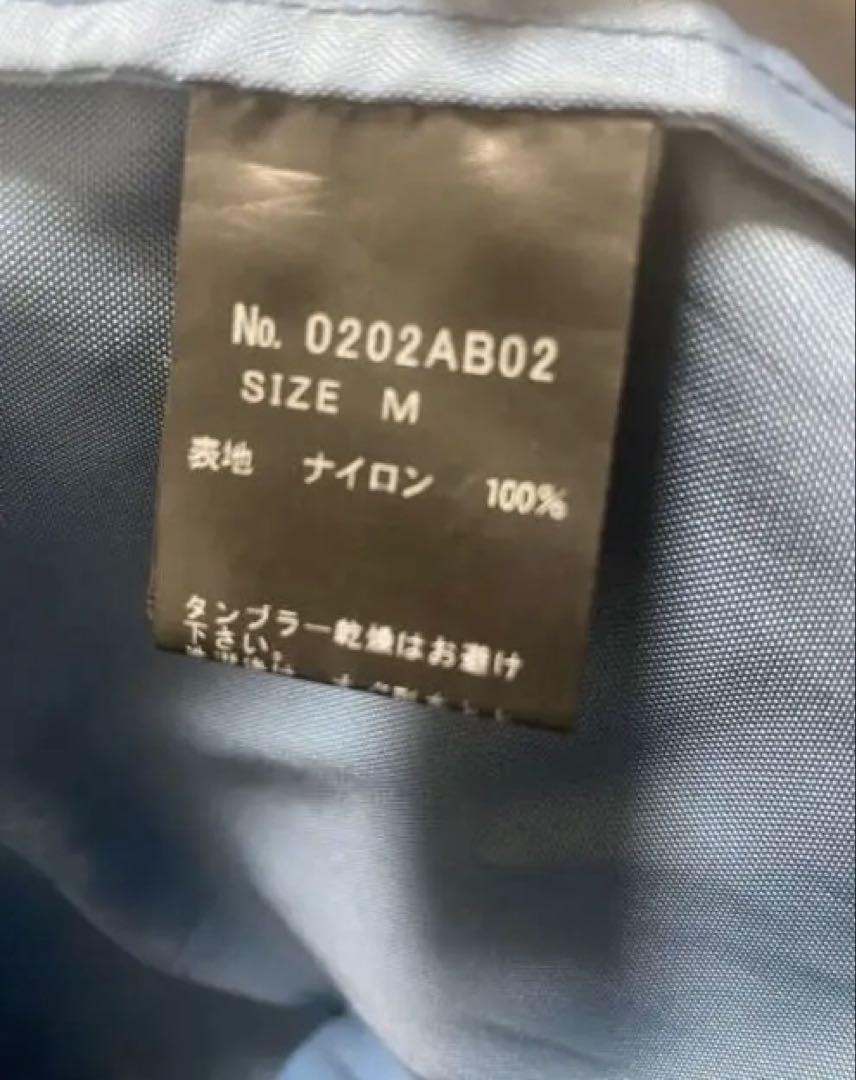 No. 0202AB02
SIZE M
表地 ナイロン 100%
タンブラー乾燥はお避け
下さい。